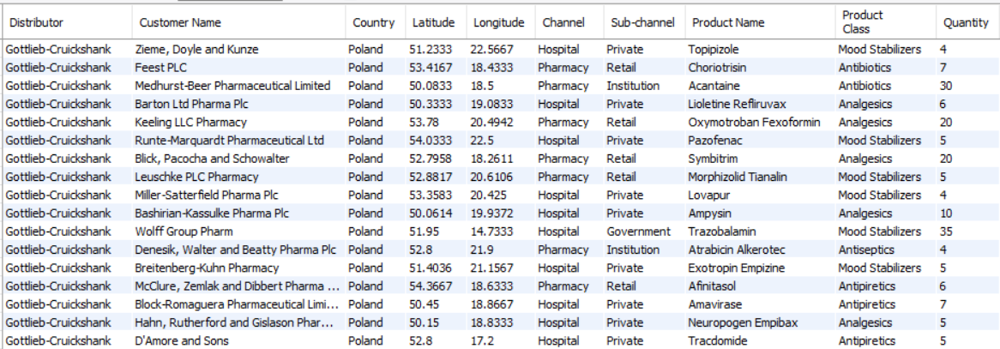 Distributor Customer Name Country Latitude Longitude Channel Sub-channel Product Name Product Class Quantity
Gottlieb-Cruickshank Zieme, Doyle and Kunze Poland 51.2333 22.5667 Hospital Private Topipizole Mood Stabilizers 4
Gottlieb-Cruickshank Feest PLC Poland 53.4167 18.4333 Pharmacy Retail Choriotrisin Antibiotics 7
Gottlieb-Cruickshank Medhurst-Beer Pharmaceutical Limited Poland 50.0833 18.5 Pharmacy Institution Acantaine Antibiotics 30
Gottlieb-Cruickshank Barton Ltd Pharma Plc Poland 50.3333 19.0833 Hospital Private Lioletine Refliruvax Analgesics 6
Gottlieb-Cruickshank Keeling LLC Pharmacy Poland 53.78 20.4942 Pharmacy Retail Oxymotroban Fexoformin Analgesics 20
Gottlieb-Cruickshank Runte-Marquardt Pharmaceutical Ltd Poland 54.0333 22.5 Hospital Private Pazofenac Mood Stabilizers 5
Gottlieb-Cruickshank Blick, Pacocha and Schowalter Poland 52.7958 18.2611 Pharmacy Retail Symbitrim Analgesics 20
Gottlieb-Cruickshank Leuschke PLC Pharmacy Poland 52.8817 20.6106 Pharmacy Retail Morphizolid Tianalin Mood Stabilizers 5
Gottlieb-Cruickshank Miller-Satterfield Pharma Plc Poland 53.3583 20.425 Hospital Private Lovapur Mood Stabilizers 4
Gottlieb-Cruickshank Bashirian-Kassulke Pharma Plc Poland 50.0614 19.9372 Hospital Private Ampysin Analgesics 10
Gottlieb-Cruickshank Wolff Group Pharm Poland 51.95 14.7333 Hospital Government Trazobalamin Mood Stabilizers 35
Gottlieb-Cruickshank Denesik, Walter and Beatty Pharma Plc Poland 52.8 21.9 Pharmacy Institution Atrabicin Alkerotec Antiseptics 4
Gottlieb-Cruickshank Breitenberg-Kuhn Pharmacy Poland 51.4036 21.1567 Hospital Private Exotropin Empizine Mood Stabilizers 5
Gottlieb-Cruickshank McClure, Zemlak and Dibbert Pharma ... Poland 54.3667 18.6333 Pharmacy Retail Afinitasol Antipiretics 6
Gottlieb-Cruickshank Block-Romaguera Pharmaceutical Limi... Poland 50.45 18.8667 Hospital Private Amavirase Antipiretics 7
Gottlieb-Cruickshank Hahn, Rutherford and Gislason Phar... Poland 50.15 18.8333 Hospital Private Neuropogen Empibax Analgesics 5
Gottlieb-Cruickshank D'Amore and Sons Poland 52.8 17.2 Hospital Private Tracdomide Antipiretics 5